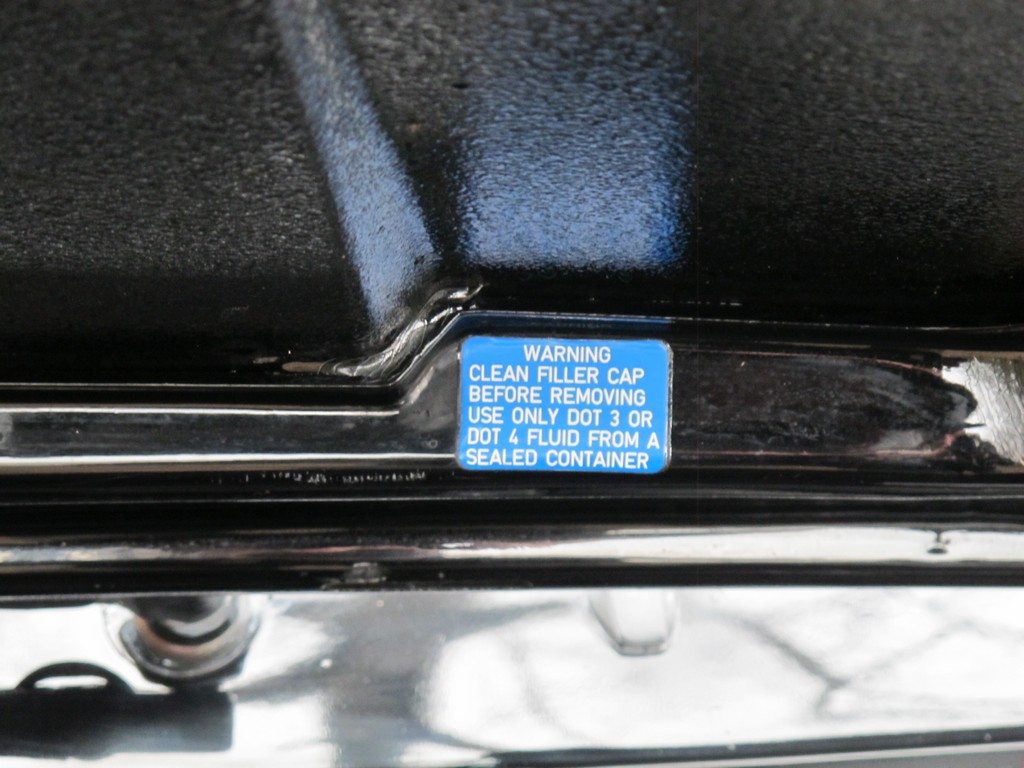 WARNING
CLEAN FILLER CAP
BEFORE REMOVING
USE ONLY DOT 3 OR
DOT 4 FLUID FROM A
SEALED CONTAINER